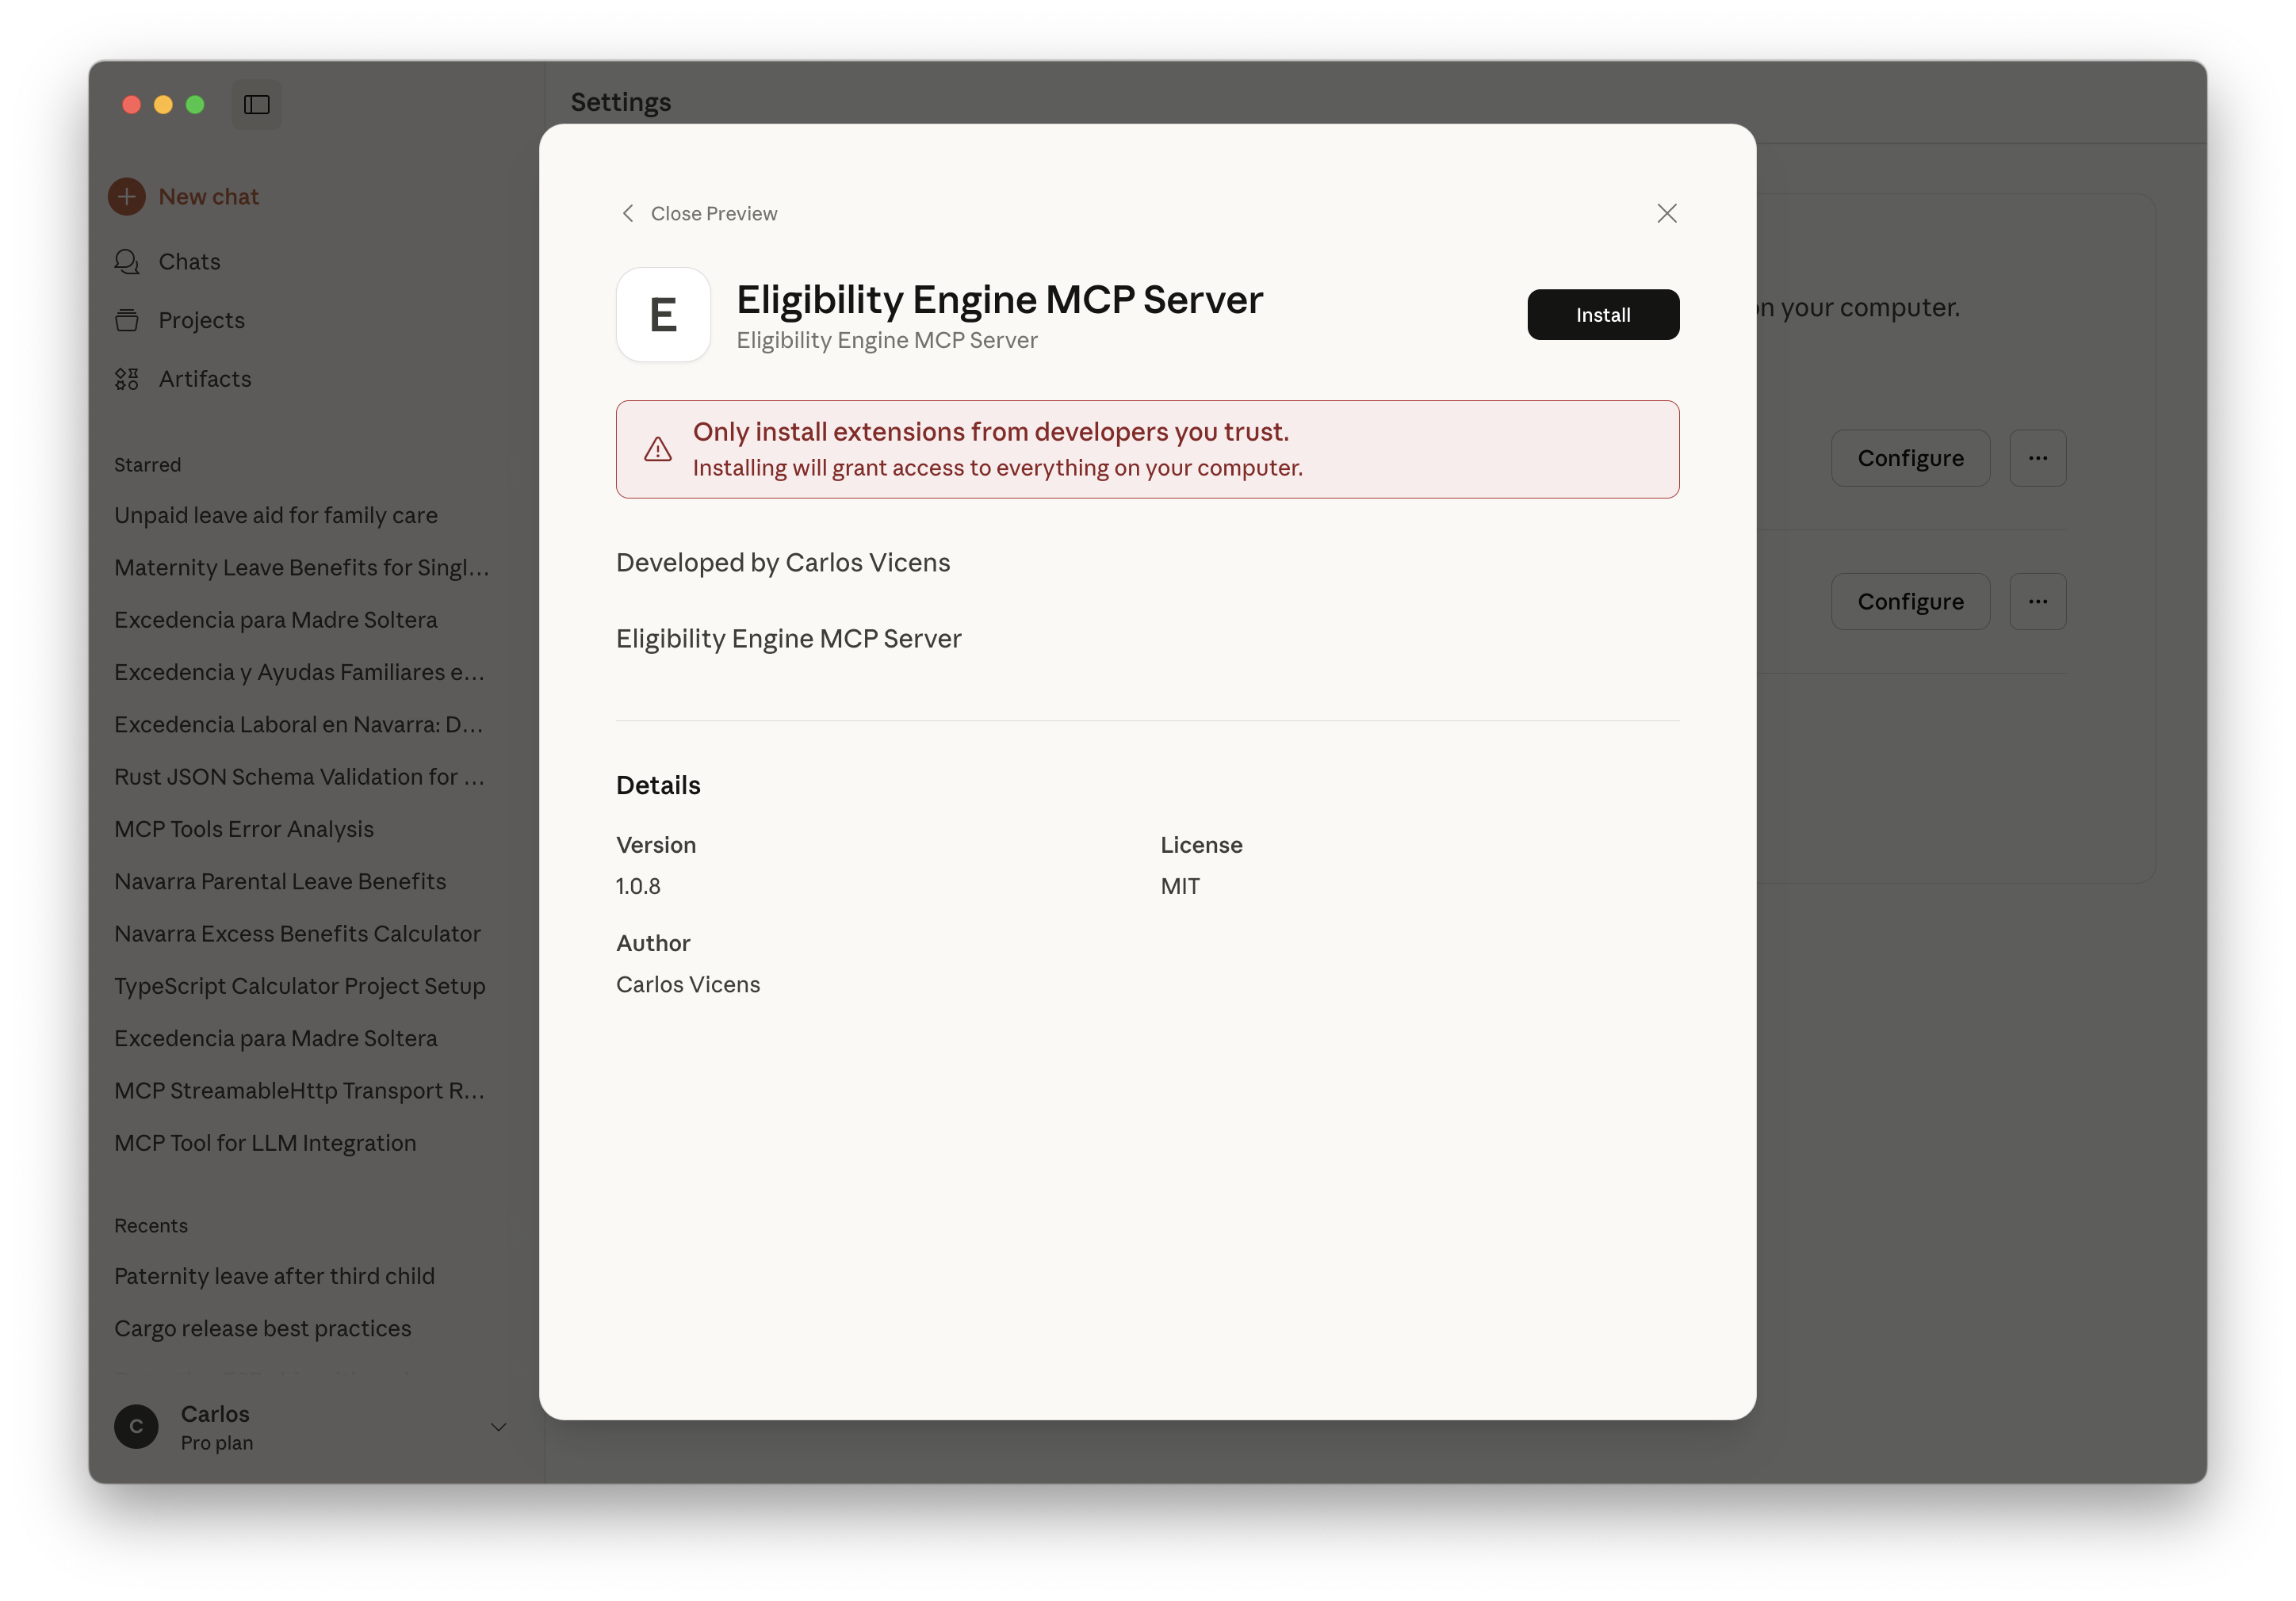 Settings
New chat
Chats
Projects
Artifacts
Starred
Unpaid leave aid for family care
Maternity Leave Benefits for Singl...
Excedencia para Madre Soltera
Excedencia y Ayudas Familiares e...
Excedencia Laboral en Navarra: D...
Rust JSON Schema Validation for ...
MCP Tools Error Analysis
Navarra Parental Leave Benefits
Navarra Excess Benefits Calculator
TypeScript Calculator Project Setup
Excedencia para Madre Soltera
MCP StreamableHttp Transport R...
MCP Tool for LLM Integration
Recents
Paternity leave after third child
Cargo release best practices
C
Carlos
Pro plan
Close Preview
E
Eligibility Engine MCP Server
Eligibility Engine MCP Server
Install
Only install extensions from developers you trust.
Installing will grant access to everything on your computer.
Developed by Carlos Vicens
Eligibility Engine MCP Server
Details
Version
License
1.0.8
MIT
Author
Carlos Vicens
on your computer.
Configure
...
Configure
...